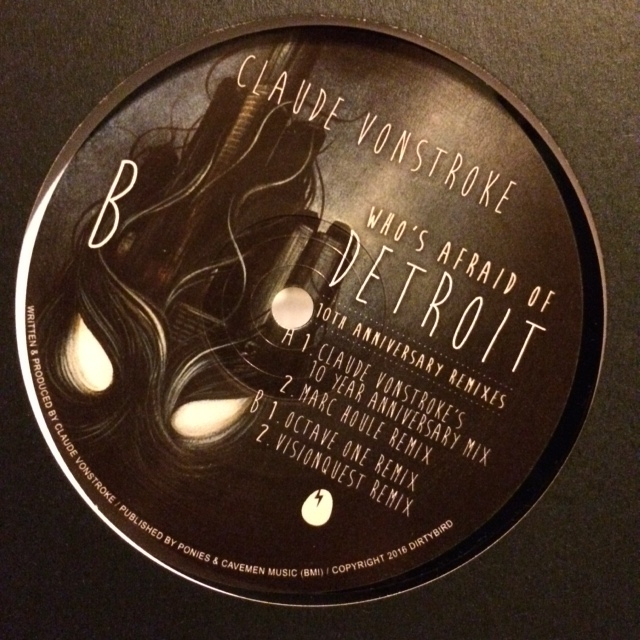 CLAUDE VONSTROKE
B
WHO'S AFRAID OF
DETROIT
10TH ANNIVERSARY REMIXES
A 1. CLAUDE VONSTROKE'S
10 YEAR ANNIVERSARY MIX
2. MARC HOULE REMIX
B 1. OCTAVE ONE REMIX
2. VISIONQUEST REMIX
WRITTEN & PRODUCED BY CLAUDE VONSTROKE / PUBLISHED BY PONIES & CAVEMEN MUSIC (BMI) / COPYRIGHT 2016 DIRTYBIRD